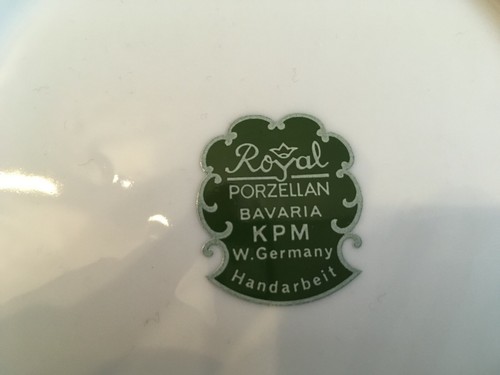 Royal
PORZELLAN
BAVARIA
KPM
W.Germany
Handarbeit